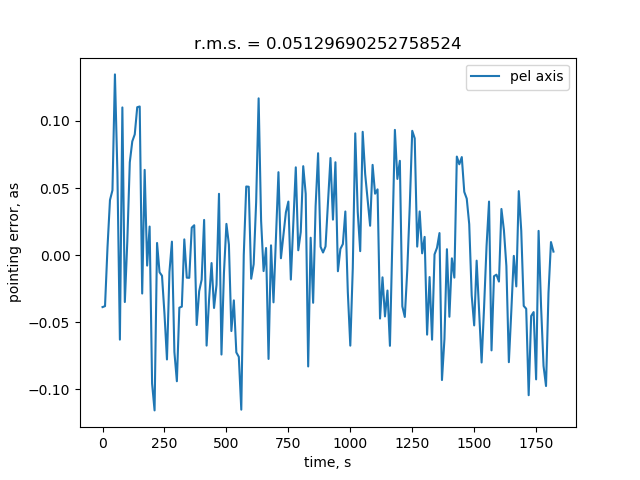 r.m.s. = 0.05129690252758524
pel axis
0.10
0.05
0.00
−0.05
−0.10
pointing error, as
0 250 500 750 1000 1250 1500 1750
time, s